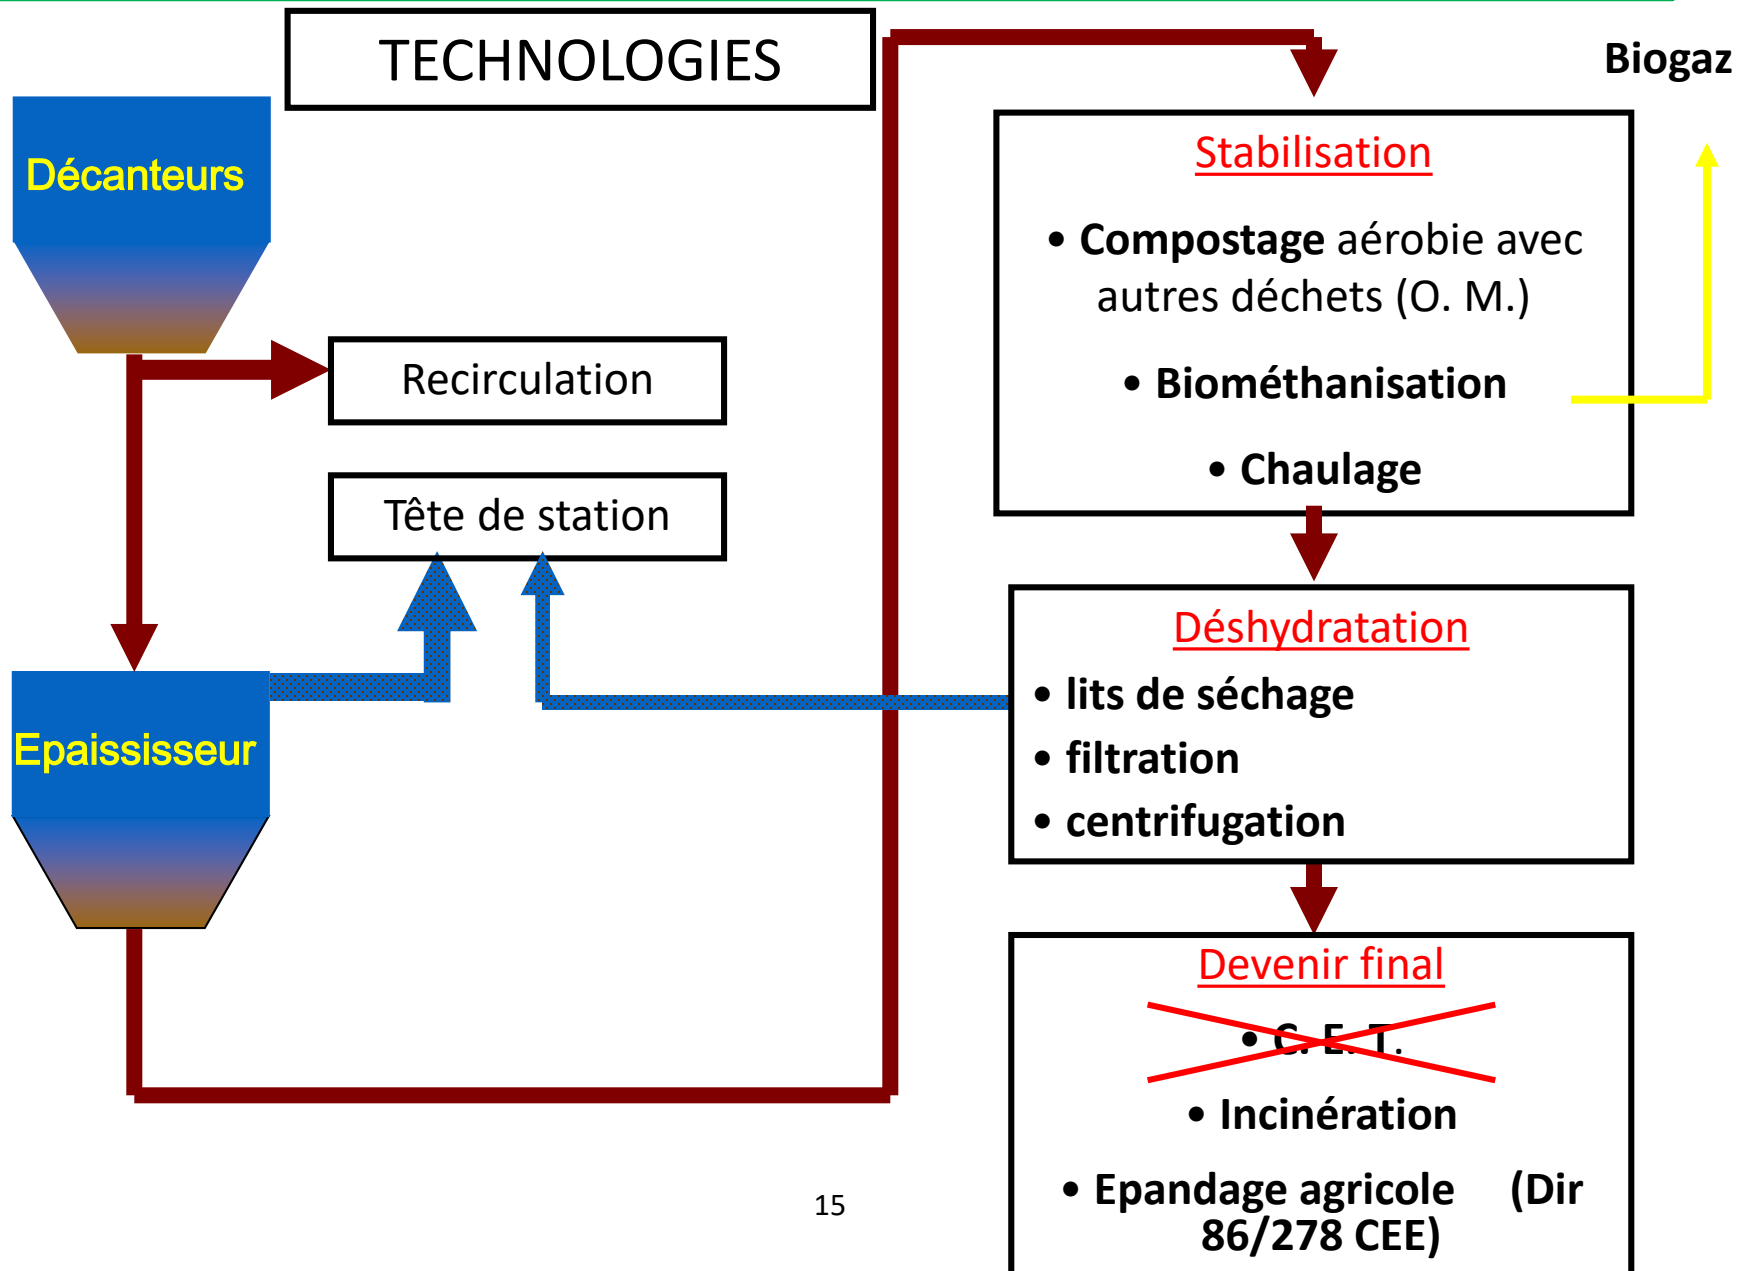 TECHNOLOGIES
Biogaz
Décanteurs
Recirculation
Tête de station
Epaississeur
Stabilisation
• Compostage aérobie avec
autres déchets (O. M.)
• Biométhanisation
• Chaulage
Déshydratation
• lits de séchage
• filtration
• centrifugation
Devenir final
• C. E. T.
• Incinération
• Epandage agricole (Dir
86/278 CEE)
15